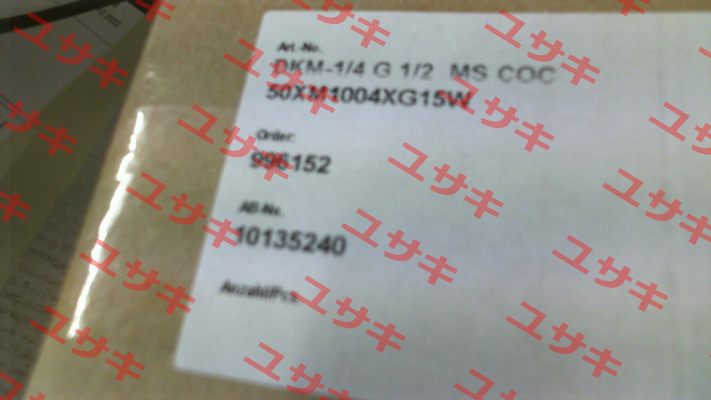 Art.-No.
DKM-1/4 G 1/2 MS COC
50XM1004XG15W
Order:
996152
AB-No.
10135240
Anzahl/Pcs
ユサキ